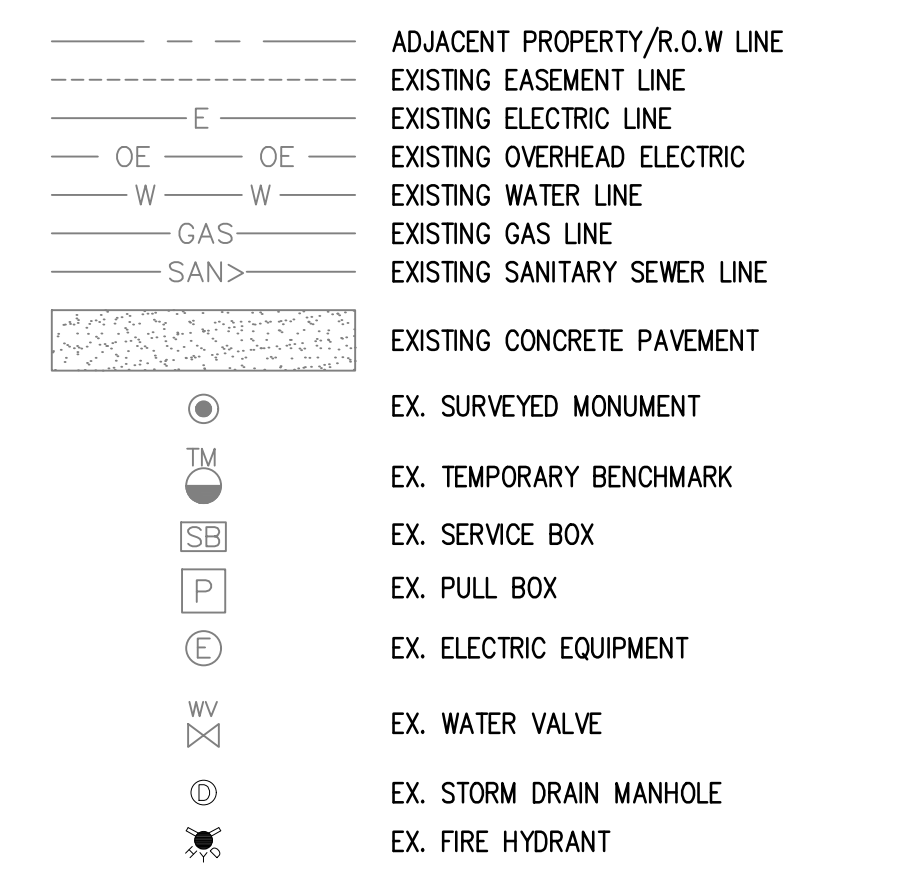 ADJACENT PROPERTY/R.O.W LINE
EXISTING EASEMENT LINE
E EXISTING ELECTRIC LINE
OE OE EXISTING OVERHEAD ELECTRIC
W W EXISTING WATER LINE
GAS EXISTING GAS LINE
SAN> EXISTING SANITARY SEWER LINE
EXISTING CONCRETE PAVEMENT
EX. SURVEYED MONUMENT
TM
EX. TEMPORARY BENCHMARK
SB EX. SERVICE BOX
P EX. PULL BOX
E EX. ELECTRIC EQUIPMENT
WV
EX. WATER VALVE
D EX. STORM DRAIN MANHOLE
HYD EX. FIRE HYDRANT